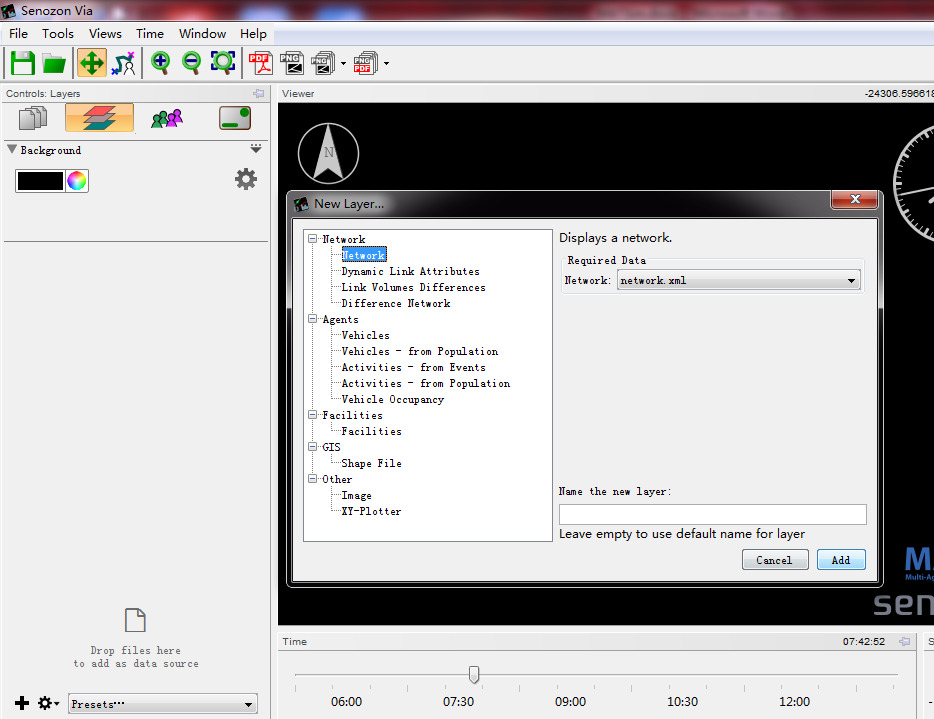 Senozon Via
File Tools Views Time Window Help
PDF PNG PNG PNG PDF
Controls: Layers
Viewer
-24306.596618
Background
N
New Layer...
Network
Network
Dynamic Link Attributes
Link Volumes Differences
Difference Network
Agents
Vehicles
Vehicles - from Population
Activities - from Events
Activities - from Population
Vehicle Occupancy
Facilities
Facilities
GIS
Shape File
Other
Image
XY-Plotter
Displays a network.
Required Data
Network: network.xml
Name the new layer:
Leave empty to use default name for layer
Cancel Add
Multi-Ag
sen
Drop files here
to add as data source
Presets...
Time
07:42:52
06:00 07:30 09:00 10:30 12:00